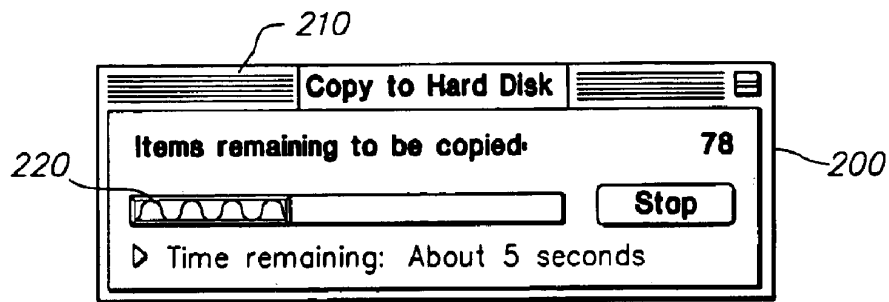 210
Copy to Hard Disk
Items remaining to be copied: 78
200
220
Stop
Time remaining: About 5 seconds